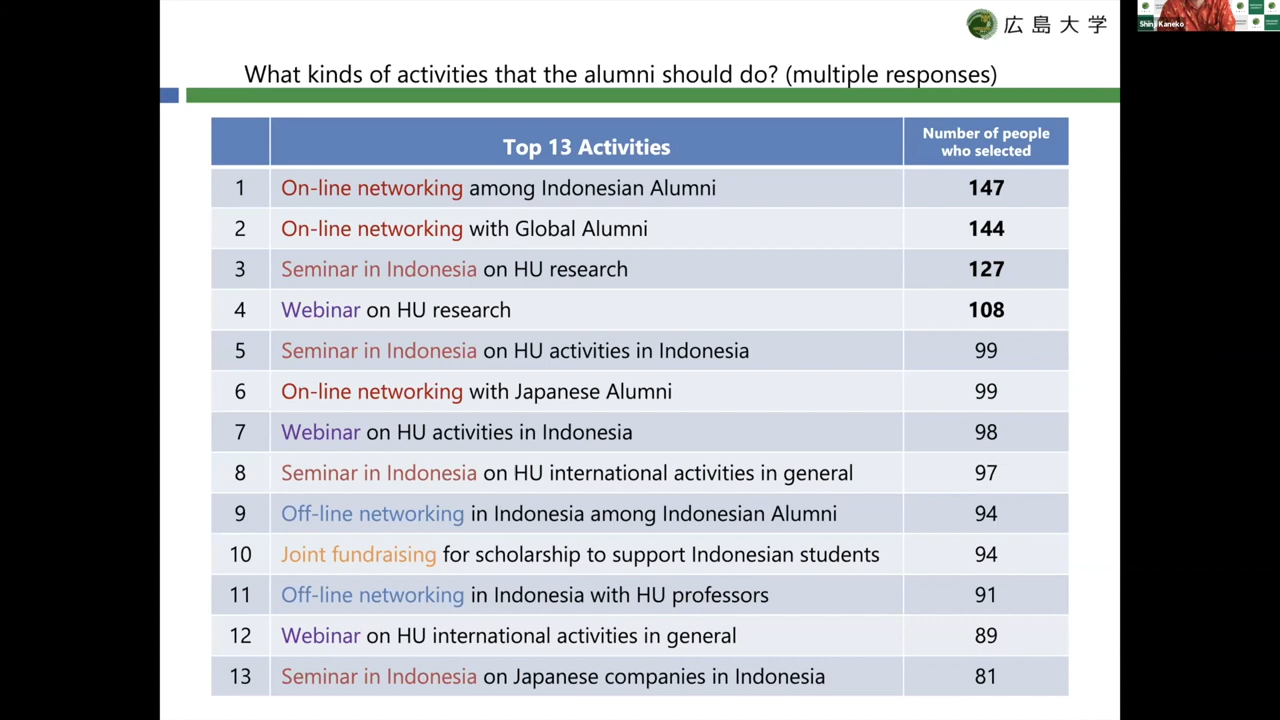 広島大学
Shinji Kaneko
What kinds of activities that the alumni should do? (multiple responses)
Top 13 Activities
Number of people
who selected
1 On-line networking among Indonesian Alumni 147
2 On-line networking with Global Alumni 144
3 Seminar in Indonesia on HU research 127
4 Webinar on HU research 108
5 Seminar in Indonesia on HU activities in Indonesia 99
6 On-line networking with Japanese Alumni 99
7 Webinar on HU activities in Indonesia 98
8 Seminar in Indonesia on HU international activities in general 97
9 Off-line networking in Indonesia among Indonesian Alumni 94
10 Joint fundraising for scholarship to support Indonesian students 94
11 Off-line networking in Indonesia with HU professors 91
12 Webinar on HU international activities in general 89
13 Seminar in Indonesia on Japanese companies in Indonesia 81